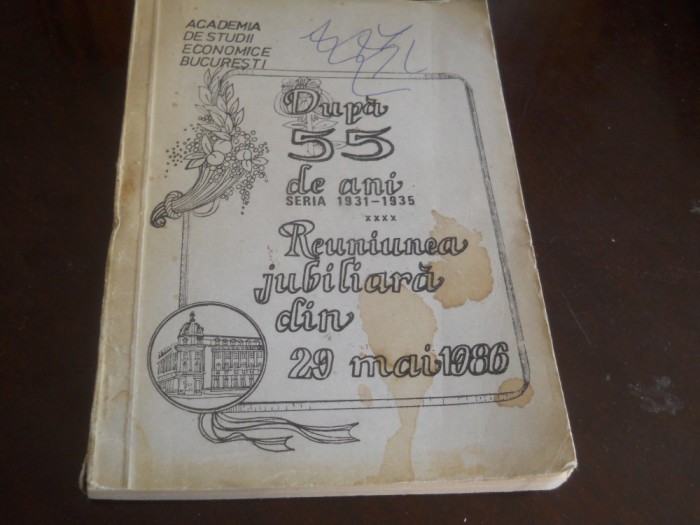 ACADEMIA
DE STUDII
ECONOMICE
BUCUREȘTI
După
55
de ani
SERIA 1931-1935
xxxx
Reuniunea
jubiliară
din
29 mai 1986